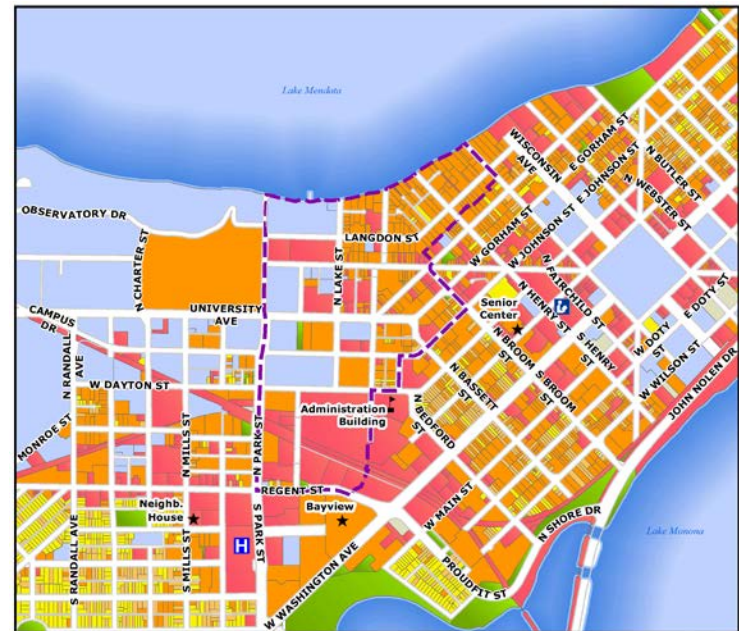 Lake Mendota
WISCONSIN
AVE
E GORHAM ST
E JOHNSON ST
N BUTLER ST
N WEBSTER ST
OBSERVATORY DR
N CHARTER ST
LANGDON ST
N LAKE ST
W GORHAM ST
W JOHNSON ST
N FAIRCHILD ST
UNIVERSITY
AVE
Senior
Center
N HENRY ST
S HENRY
ST
E DOTY ST
W DOTY
ST
W WILSON ST
JOHN NOLEN DR
CAMPUS
DR
N RANDALL
AVE
W DAYTON ST
N BROOM
ST
S BROOM
ST
N BASSETT
ST
MONROE ST
N MILLS ST
N PARK ST
Administration
Building
N BEDFORD
ST
REGENT ST
Bayview
W MAIN ST
Neighb.
House
S RANDALL AVE
S MILLS ST
H
S PARK ST
W WASHINGTON AVE
PROUDFIT ST
N SHORE DR
Lake Monona